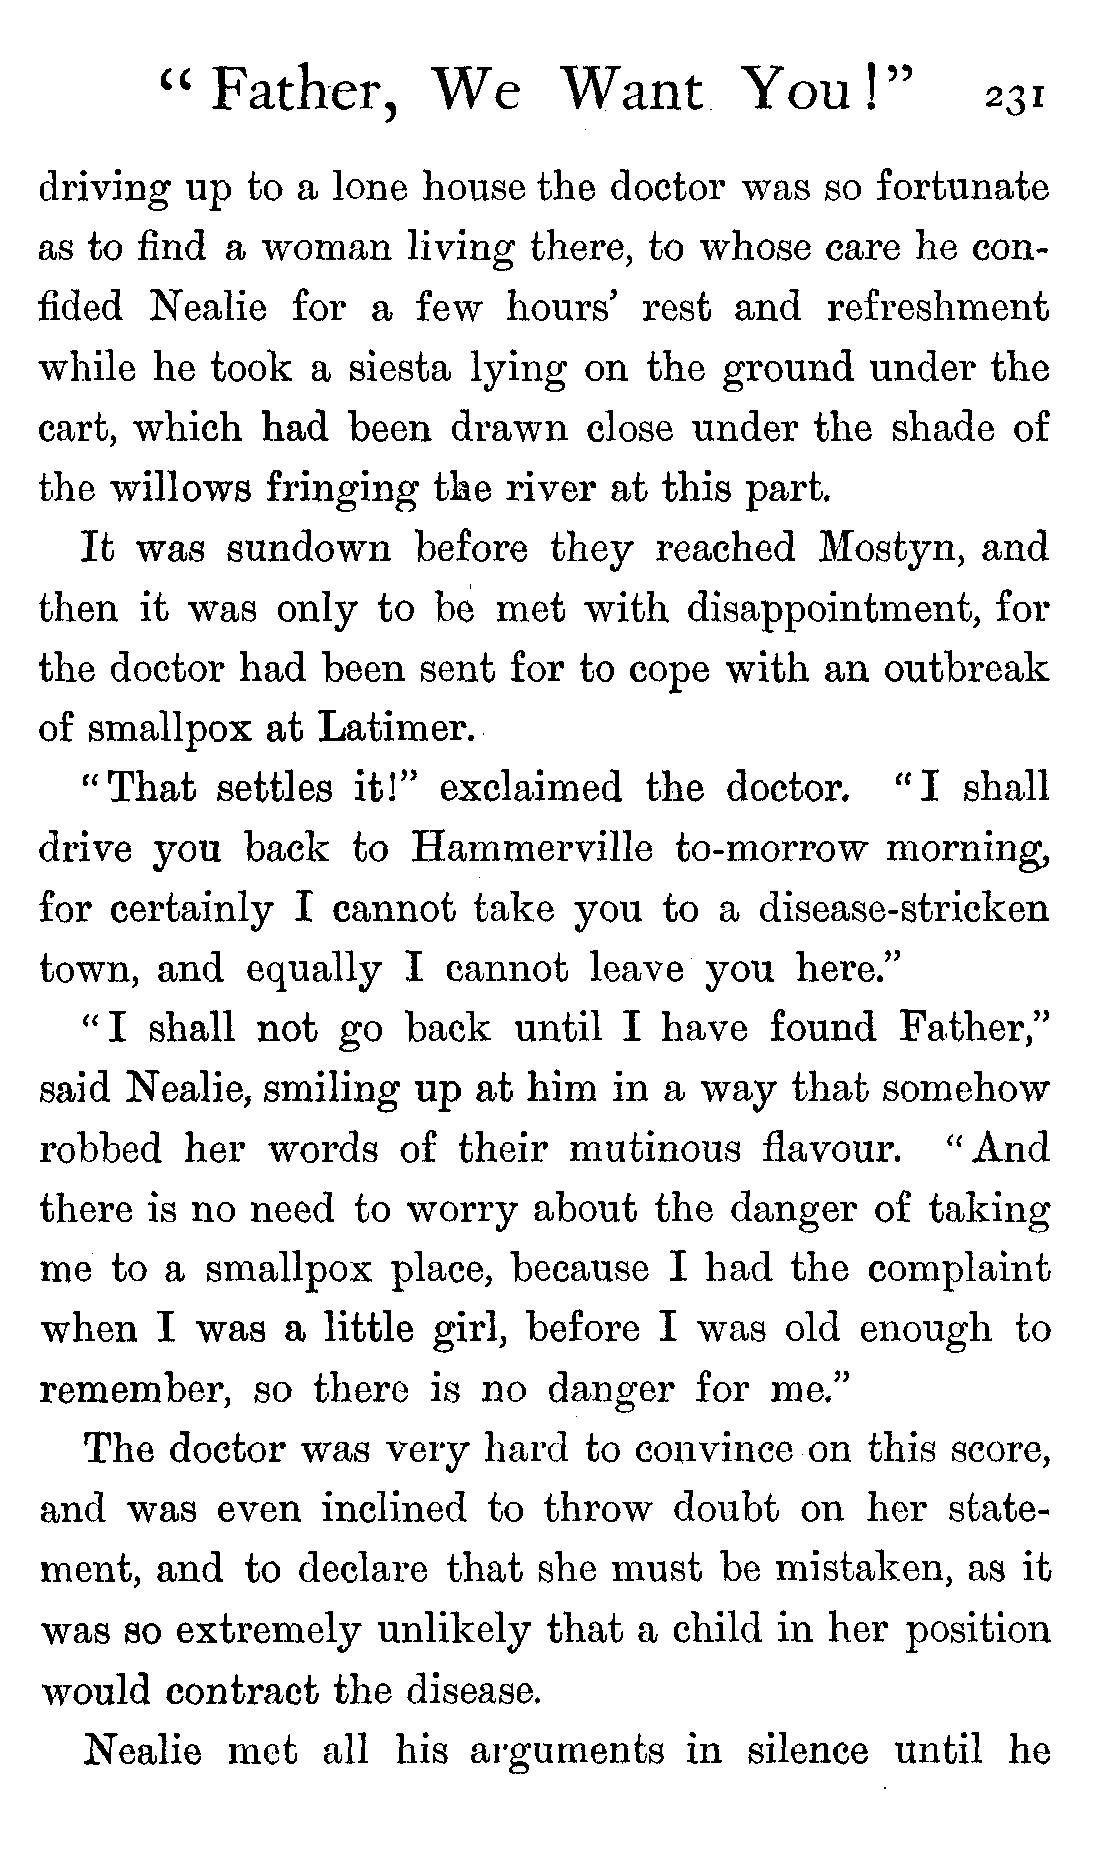 "Father, We Want You!" 231
driving up to a lone house the doctor was so fortunate
as to find a woman living there, to whose care he con-
fided Nealie for a few hours' rest and refreshment
while he took a siesta lying on the ground under the
cart, which had been drawn close under the shade of
the willows fringing the river at this part.
It was sundown before they reached Mostyn, and
then it was only to be met with disappointment, for
the doctor had been sent for to cope with an outbreak
of smallpox at Latimer.
"That settles it!" exclaimed the doctor. "I shall
drive you back to Hammerville to-morrow morning,
for certainly I cannot take you to a disease-stricken
town, and equally I cannot leave you here."
"I shall not go back until I have found Father,"
said Nealie, smiling up at him in a way that somehow
robbed her words of their mutinous flavour. "And
there is no need to worry about the danger of taking
me to a smallpox place, because I had the complaint
when I was a little girl, before I was old enough to
remember, so there is no danger for me."
The doctor was very hard to convince on this score,
and was even inclined to throw doubt on her state-
ment, and to declare that she must be mistaken, as it
was so extremely unlikely that a child in her position
would contract the disease.
Nealie met all his arguments in silence until he